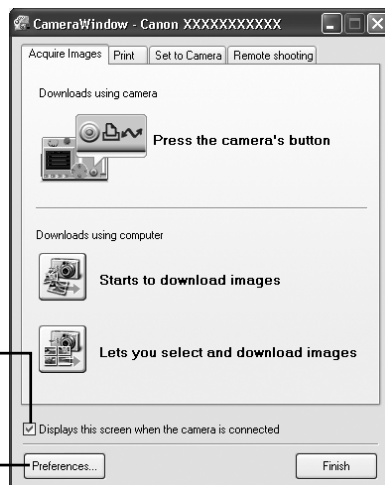 CameraWindow - Canon XXXXXXXXXXX
Acquire Images Print Set to Camera Remote shooting
Downloads using camera
Press the camera's button
Downloads using computer
Starts to download images
Lets you select and download images
Displays this screen when the camera is connected
Preferences... Finish